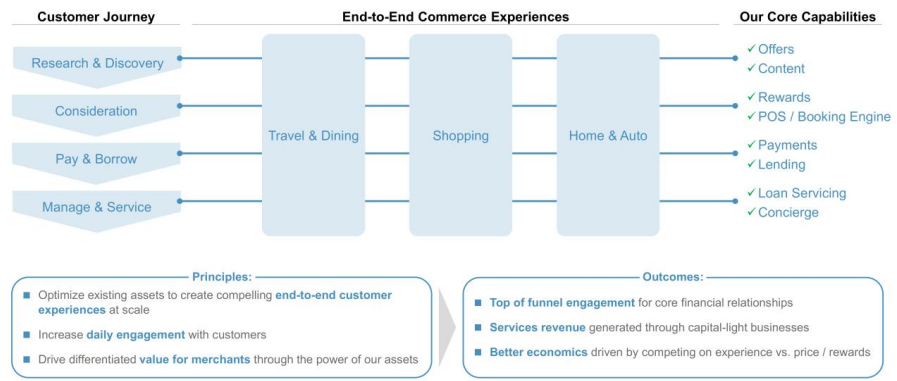 Customer Journey
End-to-End Commerce Experiences
Our Core Capabilities
Research & Discovery
Consideration
Pay & Borrow
Manage & Service
Travel & Dining
Shopping
Home & Auto
✓ Offers
✓ Content
✓ Rewards
✓ POS / Booking Engine
✓ Payments
✓ Lending
✓ Loan Servicing
✓ Concierge
Principles:
■ Optimize existing assets to create compelling end-to-end customer
experiences at scale
■ Increase daily engagement with customers
■ Drive differentiated value for merchants through the power of our assets
Outcomes:
■ Top of funnel engagement for core financial relationships
■ Services revenue generated through capital-light businesses
■ Better economics driven by competing on experience vs. price / rewards